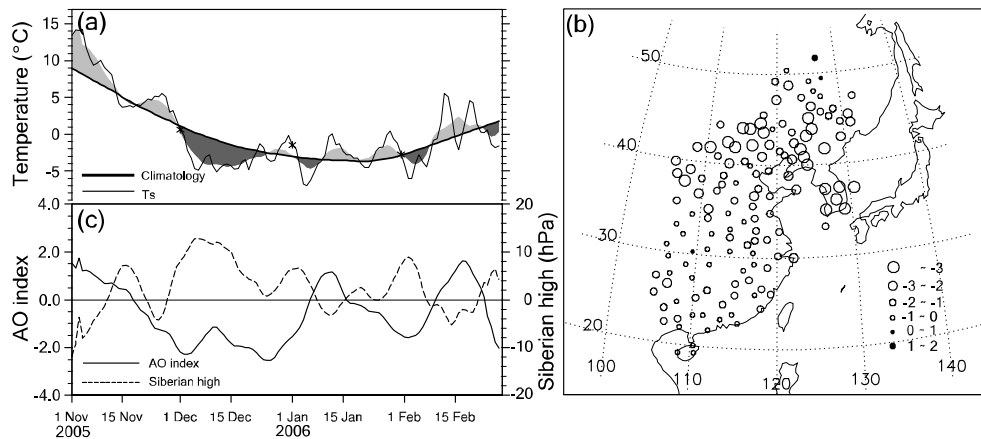 (a)
Temperature (°C)
15
10
5
0
-5
Climatology
Ts
(c)
AO index
4.0
2.0
0.0
-2.0
-4.0
AO index
Siberian high
20
10
0
-10
-20
Siberian high (hPa)
1 Nov 15 Nov 1 Dec 15 Dec 1 Jan 15 Jan 1 Feb 15 Feb
2005 2006
(b)
50
40
30
20
100 110 120 130 140
~ -3
-3 ~ -2
-2 ~ -1
-1 ~ 0
0 ~ 1
1 ~ 2